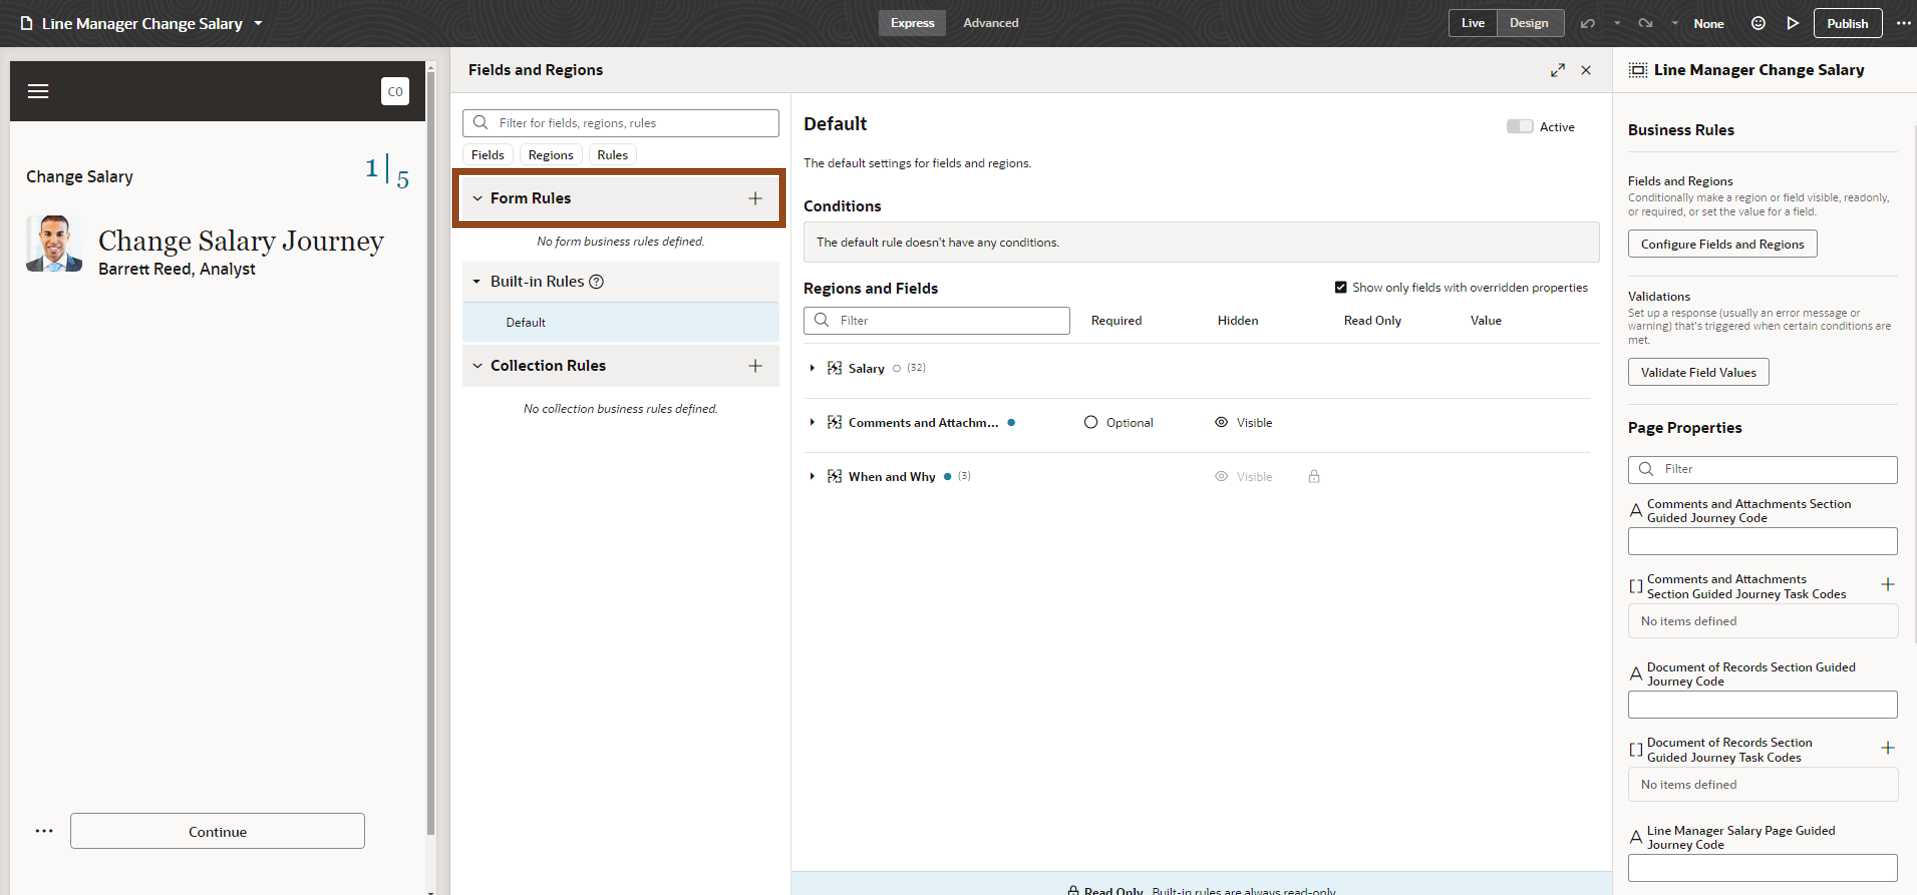 Line Manager Change Salary
Express
Advanced
Live
Design
None
Publish
CO
Change Salary
1 | 5
Change Salary Journey
Barrett Reed, Analyst
Continue
Fields and Regions
Filter for fields, regions, rules
Fields
Regions
Rules
Form Rules
No form business rules defined.
Built-in Rules
Default
Collection Rules
No collection business rules defined.
Default
Active
The default settings for fields and regions.
Conditions
The default rule doesn't have any conditions.
Regions and Fields
Show only fields with overridden properties
Filter
Required
Hidden
Read Only
Value
Salary (32)
Comments and Attachm...
Optional
Visible
When and Why (3)
Visible
Read Only Built-in rules are always read-only
Line Manager Change Salary
Business Rules
Fields and Regions
Conditionally make a region or field visible, readonly,
or required, or set the value for a field.
Configure Fields and Regions
Validations
Set up a response (usually an error message or
warning) that's triggered when certain conditions are
met.
Validate Field Values
Page Properties
Filter
Comments and Attachments Section
Guided Journey Code
Comments and Attachments
Section Guided Journey Task Codes
No items defined
Document of Records Section Guided
Journey Code
Document of Records Section
Guided Journey Task Codes
No items defined
Line Manager Salary Page Guided
Journey Code